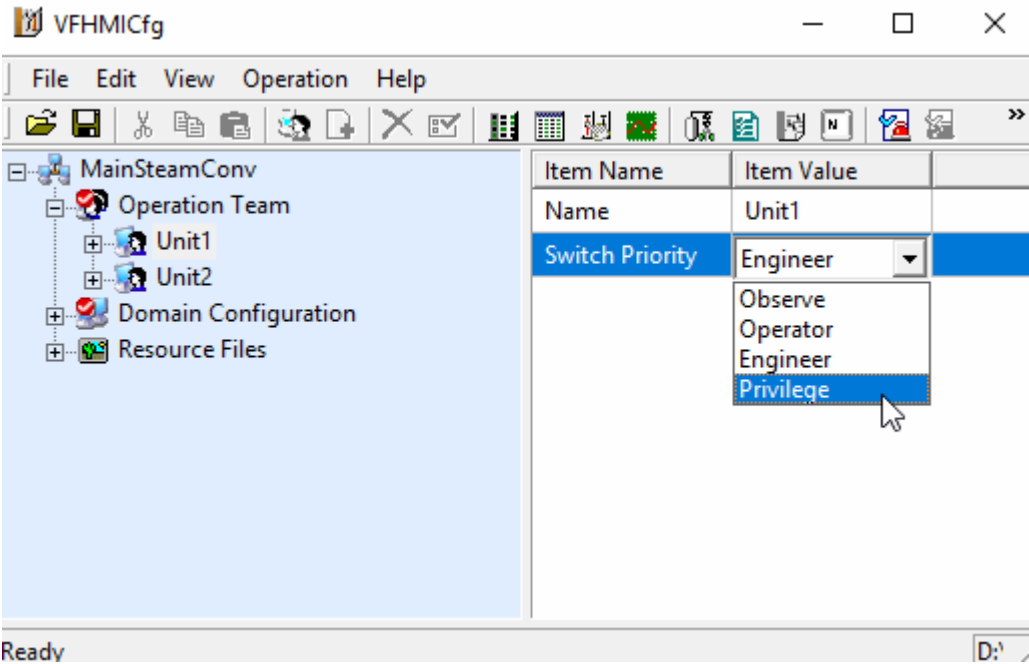 VFHMICfg
File Edit View Operation Help
N
»
MainSteamConv
Operation Team
Unit1
Unit2
Domain Configuration
Resource Files
Item Name Item Value
Name Unit1
Switch Priority Engineer
Observe
Operator
Engineer
Privilege
Ready D:\